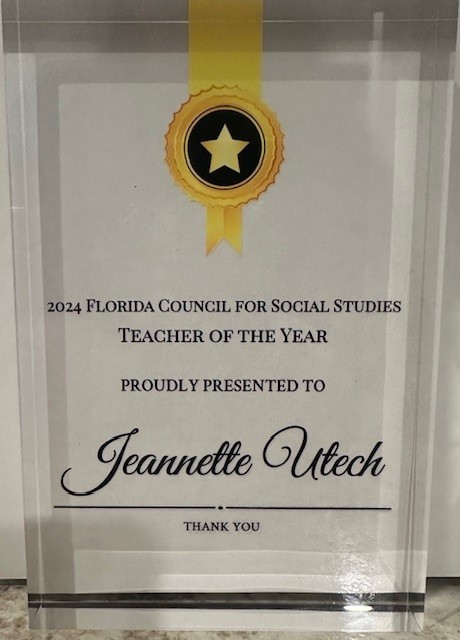 2024 Florida Council for Social Studies
Teacher of the Year
proudly presented to
Jeannette Utech
thank you